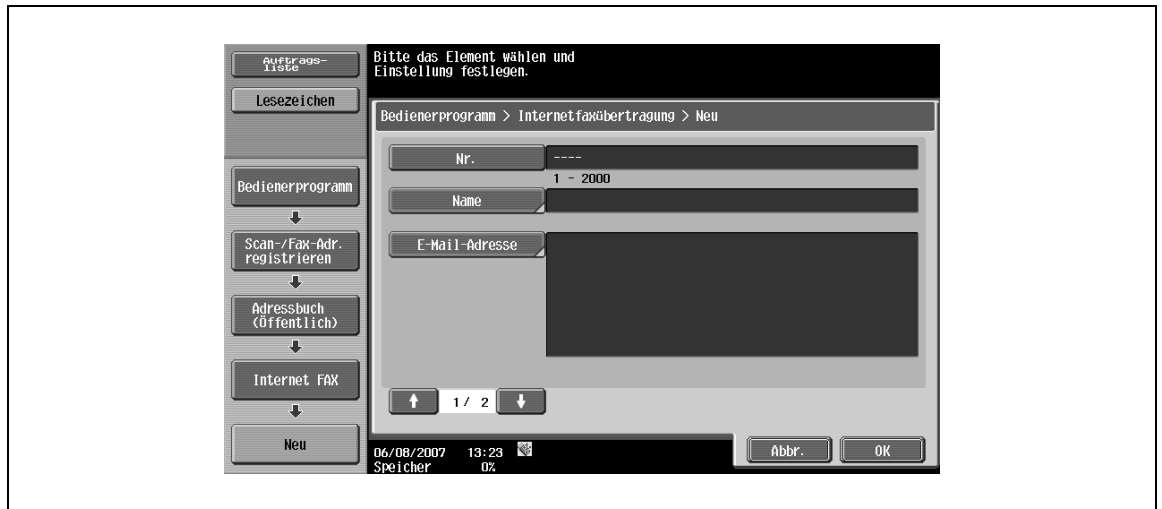 Auftrags-
liste
Lesezeichen
Bedienerprogramm
Scan-/Fax-Adr.
registrieren
Adressbuch
(Öffentlich)
Internet FAX
Neu
Bitte das Element wählen und
Einstellung festlegen.
Bedienerprogramm > Internetfaxübertragung > Neu
Nr.
----
1 - 2000
Name
E-Mail-Adresse
1/ 2
06/08/2007 13:23
Speicher 0%
Abbr.
OK